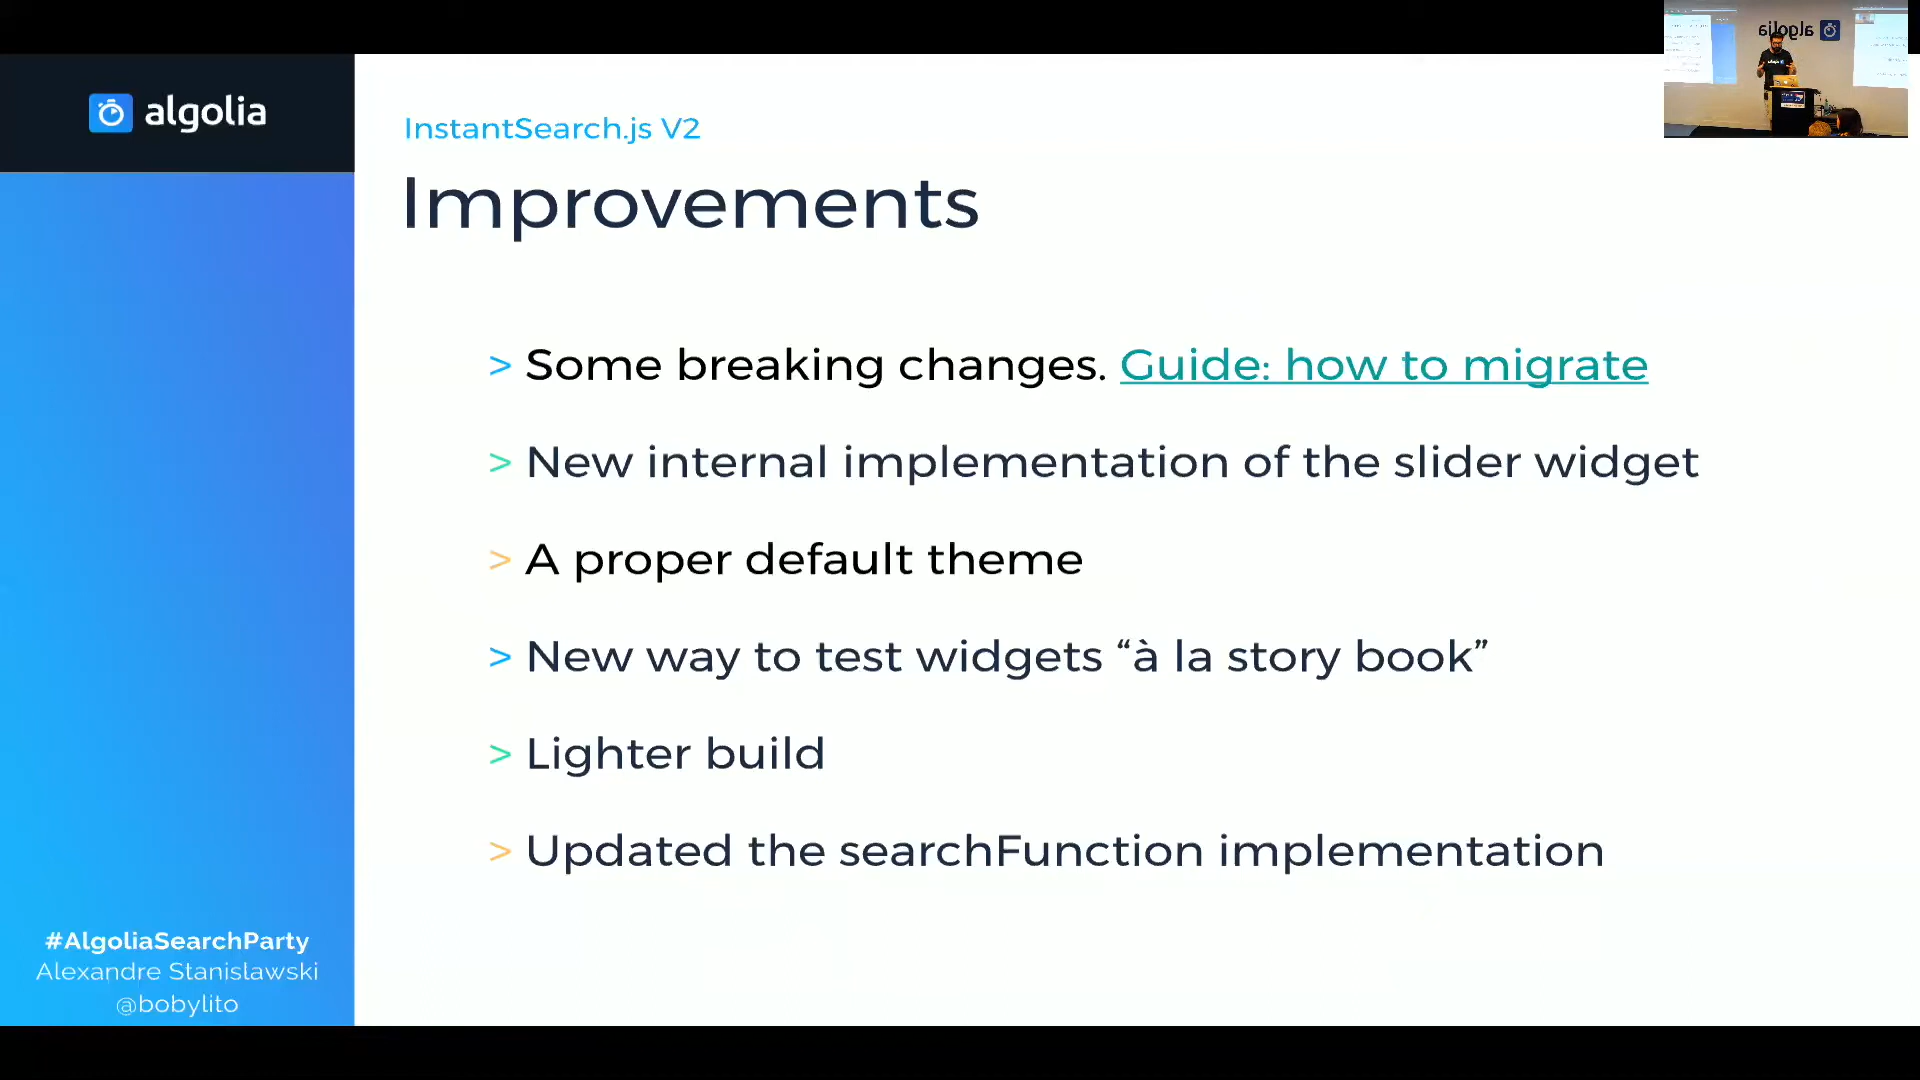 algolia
InstantSearch.js V2
Improvements
> Some breaking changes. Guide: how to migrate
> New internal implementation of the slider widget
> A proper default theme
> New way to test widgets “à la story book”
> Lighter build
> Updated the searchFunction implementation
#AlgoliaSearchParty
Alexandre Stanislawski
@bobylito
algolia